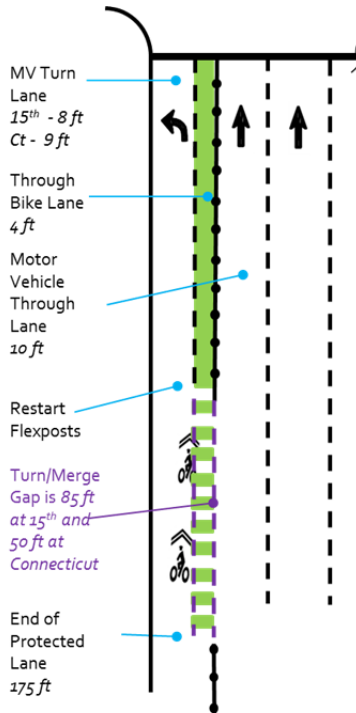 MV Turn
Lane
15th - 8 ft
Ct - 9 ft
Through
Bike Lane
4 ft
Motor
Vehicle
Through
Lane
10 ft
Restart
Flexposts
Turn/Merge
Gap is 85 ft
at 15th and
50 ft at
Connecticut
End of
Protected
Lane
175 ft